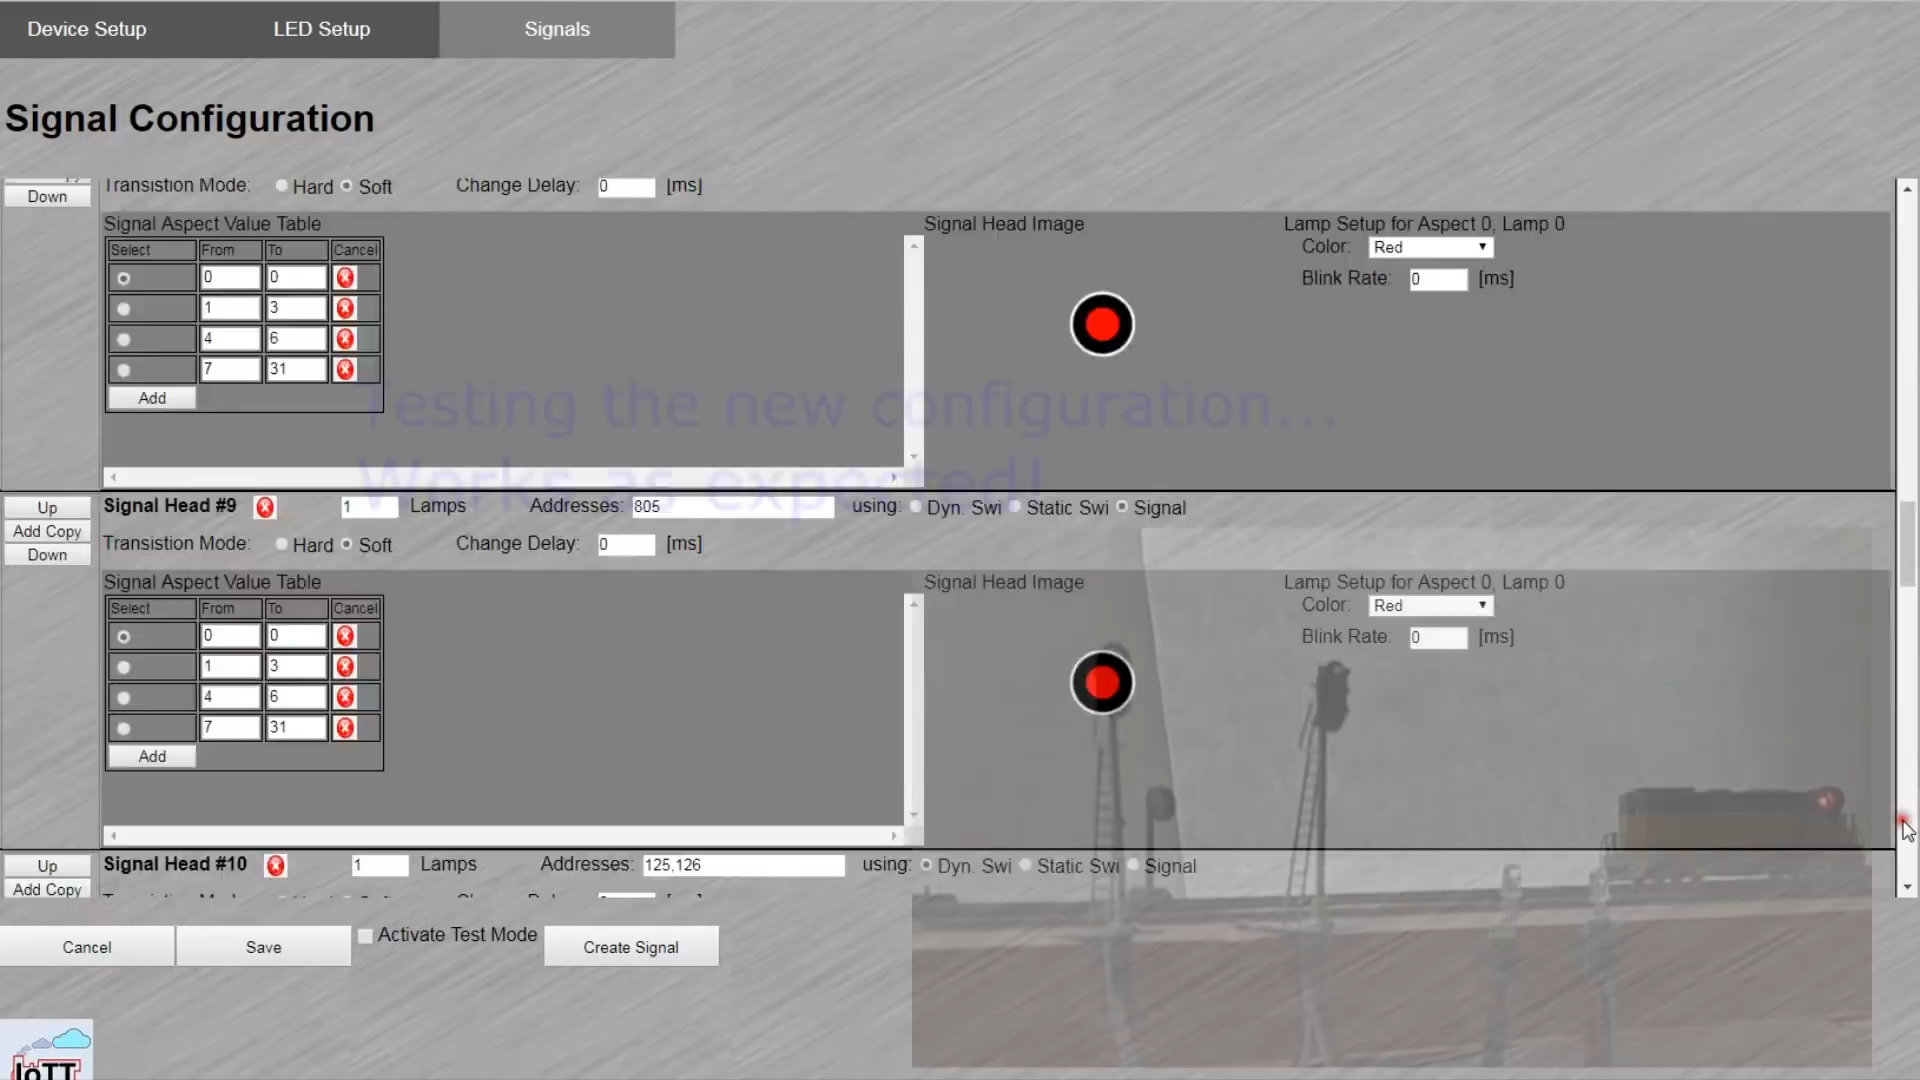 Device Setup LED Setup Signals
Signal Configuration
Down Transistion Mode: Hard Soft Change Delay: 0 [ms]
Signal Aspect Value Table Signal Head Image Lamp Setup for Aspect 0, Lamp 0
Select From To Cancel Color: Red
0 0 Blink Rate: 0 [ms]
1 3
4 6
7 31
Add
Testing the new configuration...
Works as expected!
Up Signal Head #9 1 Lamps Addresses: 805 using: Dyn. Swi Static Swi Signal
Add Copy
Down Transistion Mode: Hard Soft Change Delay: 0 [ms]
Signal Aspect Value Table Signal Head Image Lamp Setup for Aspect 0, Lamp 0
Select From To Cancel Color: Red
0 0 Blink Rate: 0 [ms]
1 3
4 6
7 31
Add
Up Signal Head #10 1 Lamps Addresses: 125,126 using: Dyn. Swi Static Swi Signal
Add Copy
Cancel Save Activate Test Mode Create Signal
IoTT